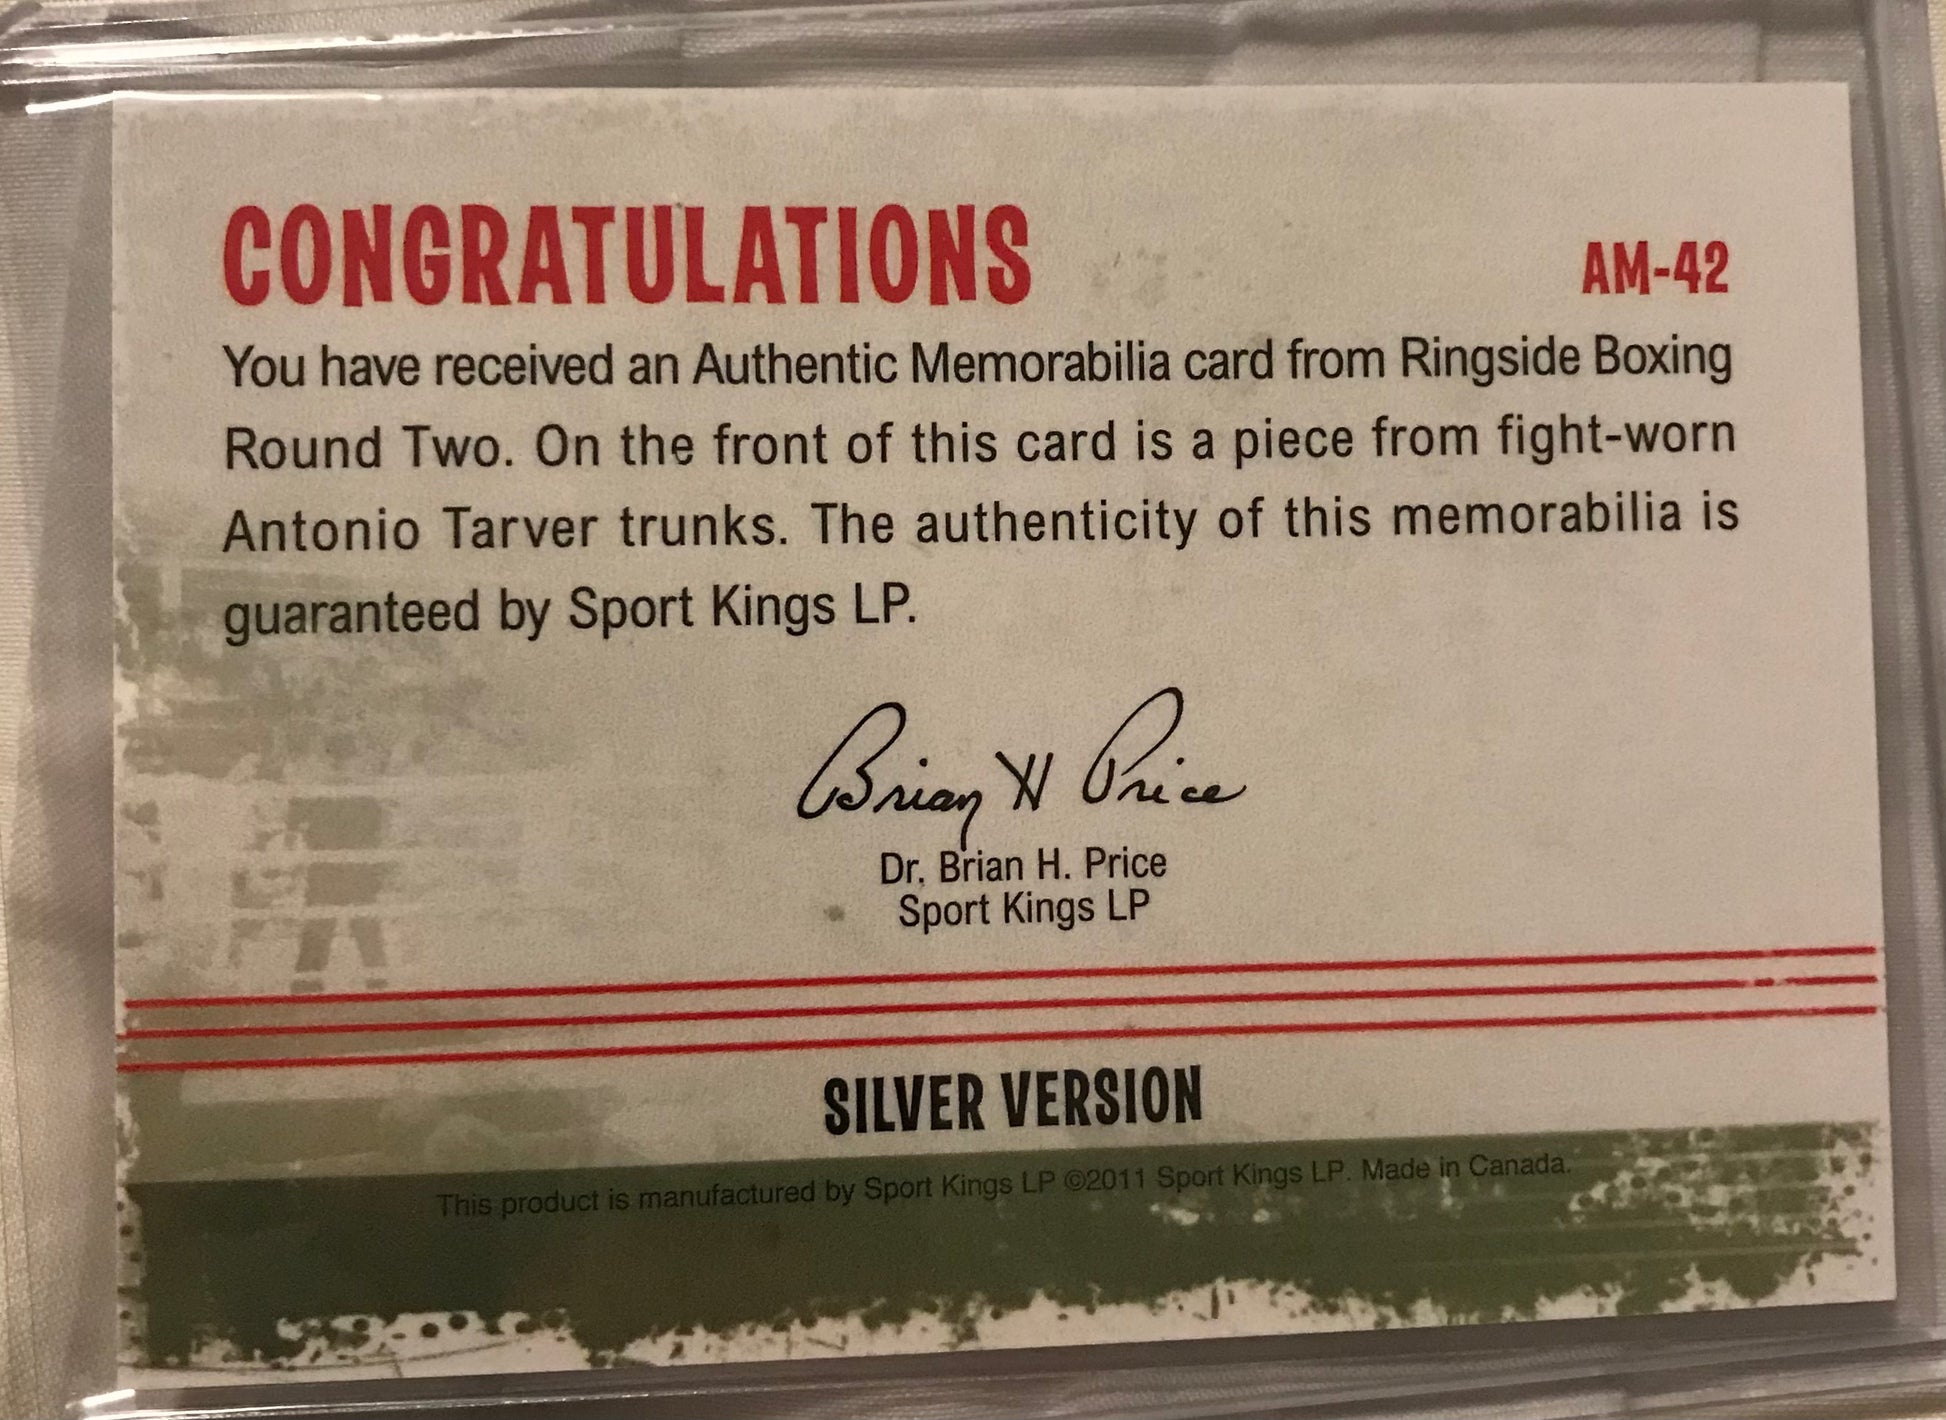 CONGRATULATIONS
AM-42
You have received an Authentic Memorabilia card from Ringside Boxing
Round Two. On the front of this card is a piece from fight-worn
Antonio Tarver trunks. The authenticity of this memorabilia is
guaranteed by Sport Kings LP.
Brian H Price
Dr. Brian H. Price
Sport Kings LP
SILVER VERSION
This product is manufactured by Sport Kings LP ©2011 Sport Kings LP. Made in Canada.